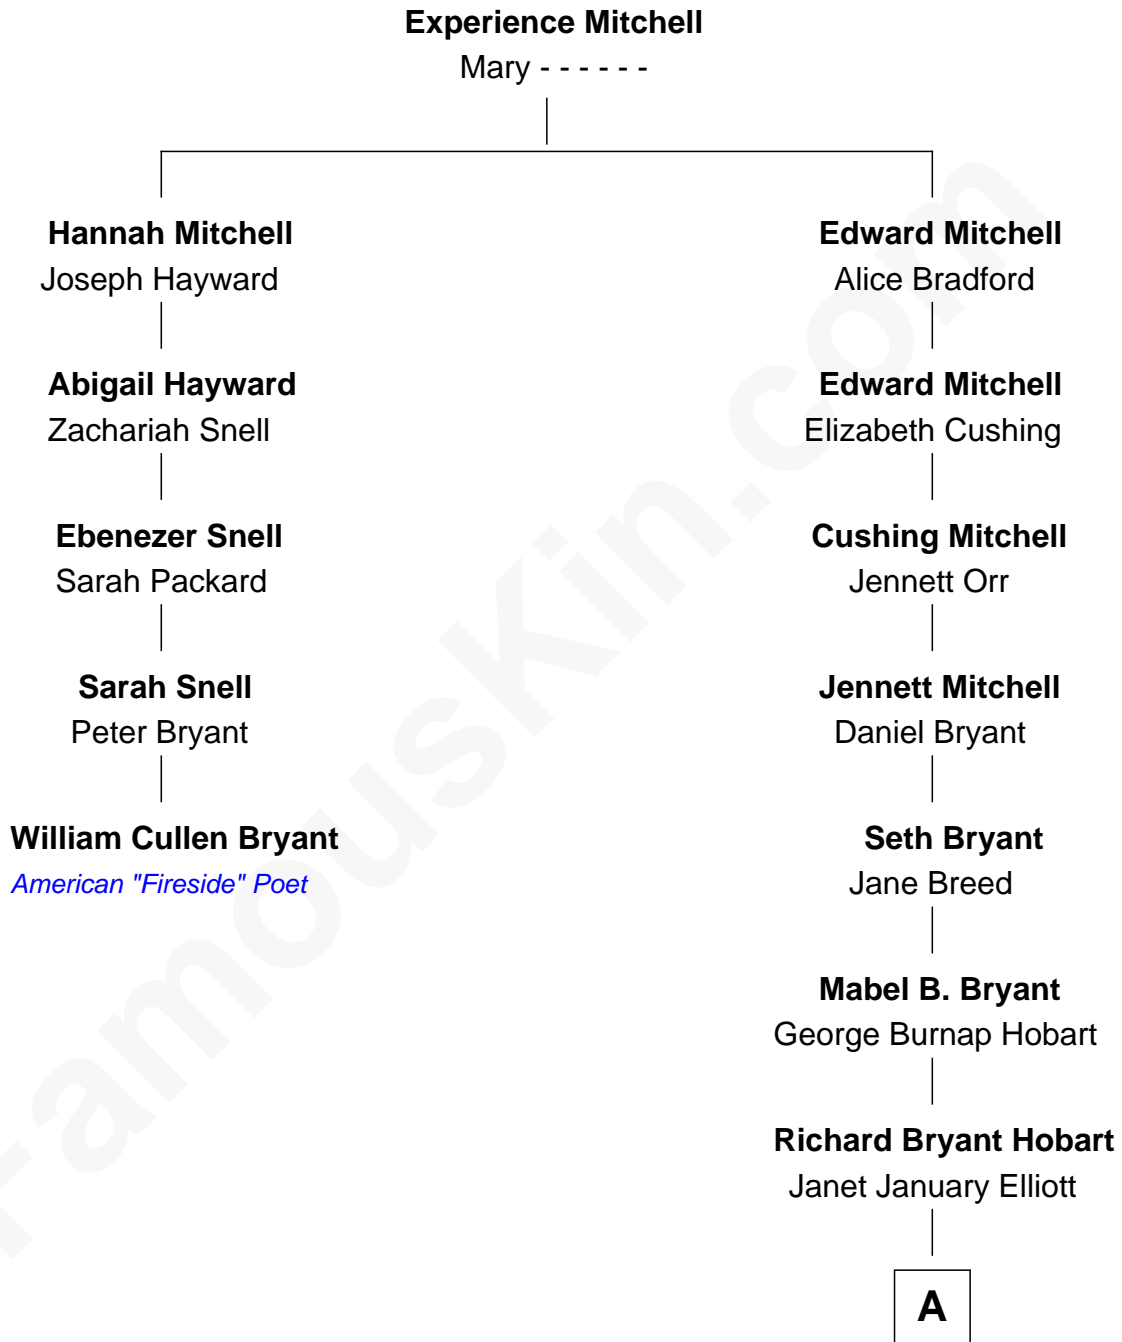 Experience Mitchell
Mary - - - - - -
Hannah Mitchell
Joseph Hayward
Abigail Hayward
Zachariah Snell
Ebenezer Snell
Sarah Packard
Sarah Snell
Peter Bryant
William Cullen Bryant
American "Fireside" Poet
Edward Mitchell
Alice Bradford
Edward Mitchell
Elizabeth Cushing
Cushing Mitchell
Jennett Orr
Jennett Mitchell
Daniel Bryant
Seth Bryant
Jane Breed
Mabel B. Bryant
George Burnap Hobart
Richard Bryant Hobart
Janet January Elliott
A
FamousKin.com